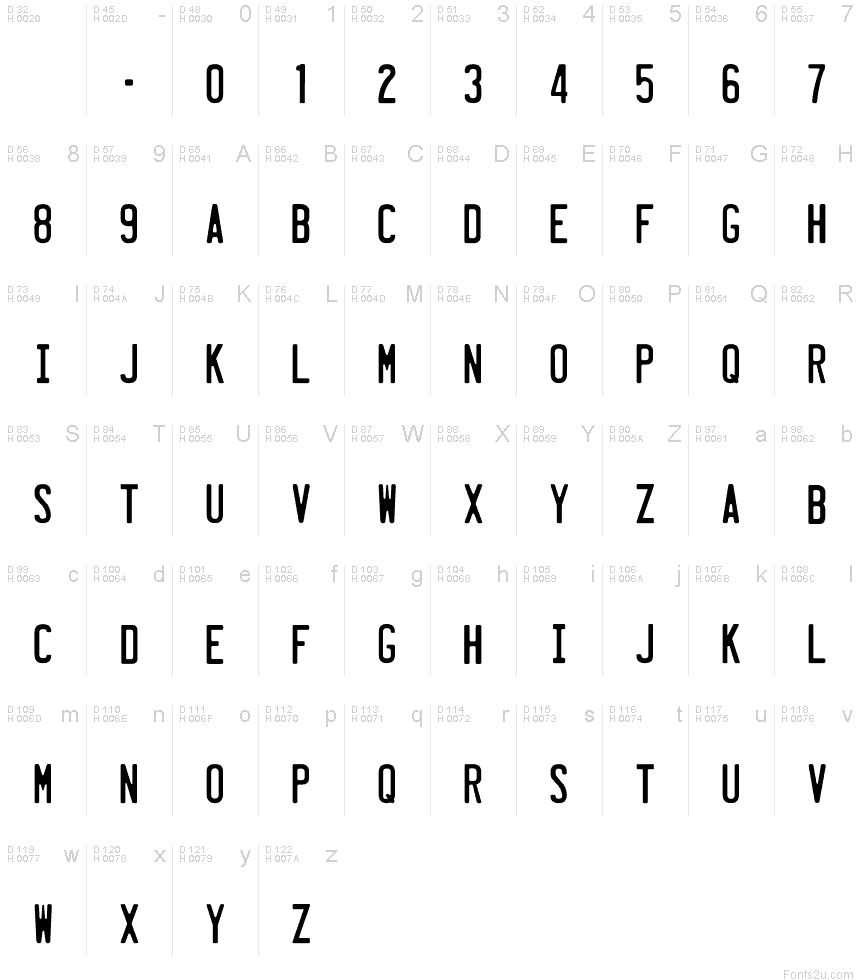 D 32 D 45 - D 48 0 D 49 1 D 50 2 D 51 3 D 52 4 D 53 5 D 54 6 D 55 7
H 0020 H 002D H 0030 H 0031 H 0032 H 0033 H 0034 H 0035 H 0036 H 0037
- 0 1 2 3 4 5 6 7
D 56 8 D 57 9 D 65 A D 66 B D 67 C D 68 D D 69 E D 70 F D 71 G D 72 H
H 0038 H 0039 H 0041 H 0042 H 0043 H 0044 H 0045 H 0046 H 0047 H 0048
8 9 A B C D E F G H
D 73 I D 74 J D 75 K D 76 L D 77 M D 78 N D 79 O D 80 P D 81 Q D 82 R
H 0049 H 004A H 004B H 004C H 004D H 004E H 004F H 0050 H 0051 H 0052
I J K L M N O P Q R
D 83 S D 84 T D 85 U D 86 V D 87 W D 88 X D 89 Y D 90 Z D 97 a D 98 b
H 0053 H 0054 H 0055 H 0056 H 0057 H 0058 H 0059 H 005A H 0061 H 0062
S T U V W X Y Z A B
D 99 c D 100 d D 101 e D 102 f D 103 g D 104 h D 105 i D 106 j D 107 k D 108 l
H 0063 H 0064 H 0065 H 0066 H 0067 H 0068 H 0069 H 006A H 006B H 006C
C D E F G H I J K L
D 109 m D 110 n D 111 o D 112 p D 113 q D 114 r D 115 s D 116 t D 117 u D 118 v
H 006D H 006E H 006F H 0070 H 0071 H 0072 H 0073 H 0074 H 0075 H 0076
M N O P Q R S T U V
D 119 w D 120 x D 121 y D 122 z
H 0077 H 0078 H 0079 H 007A
W X Y Z
Fonts2u.com